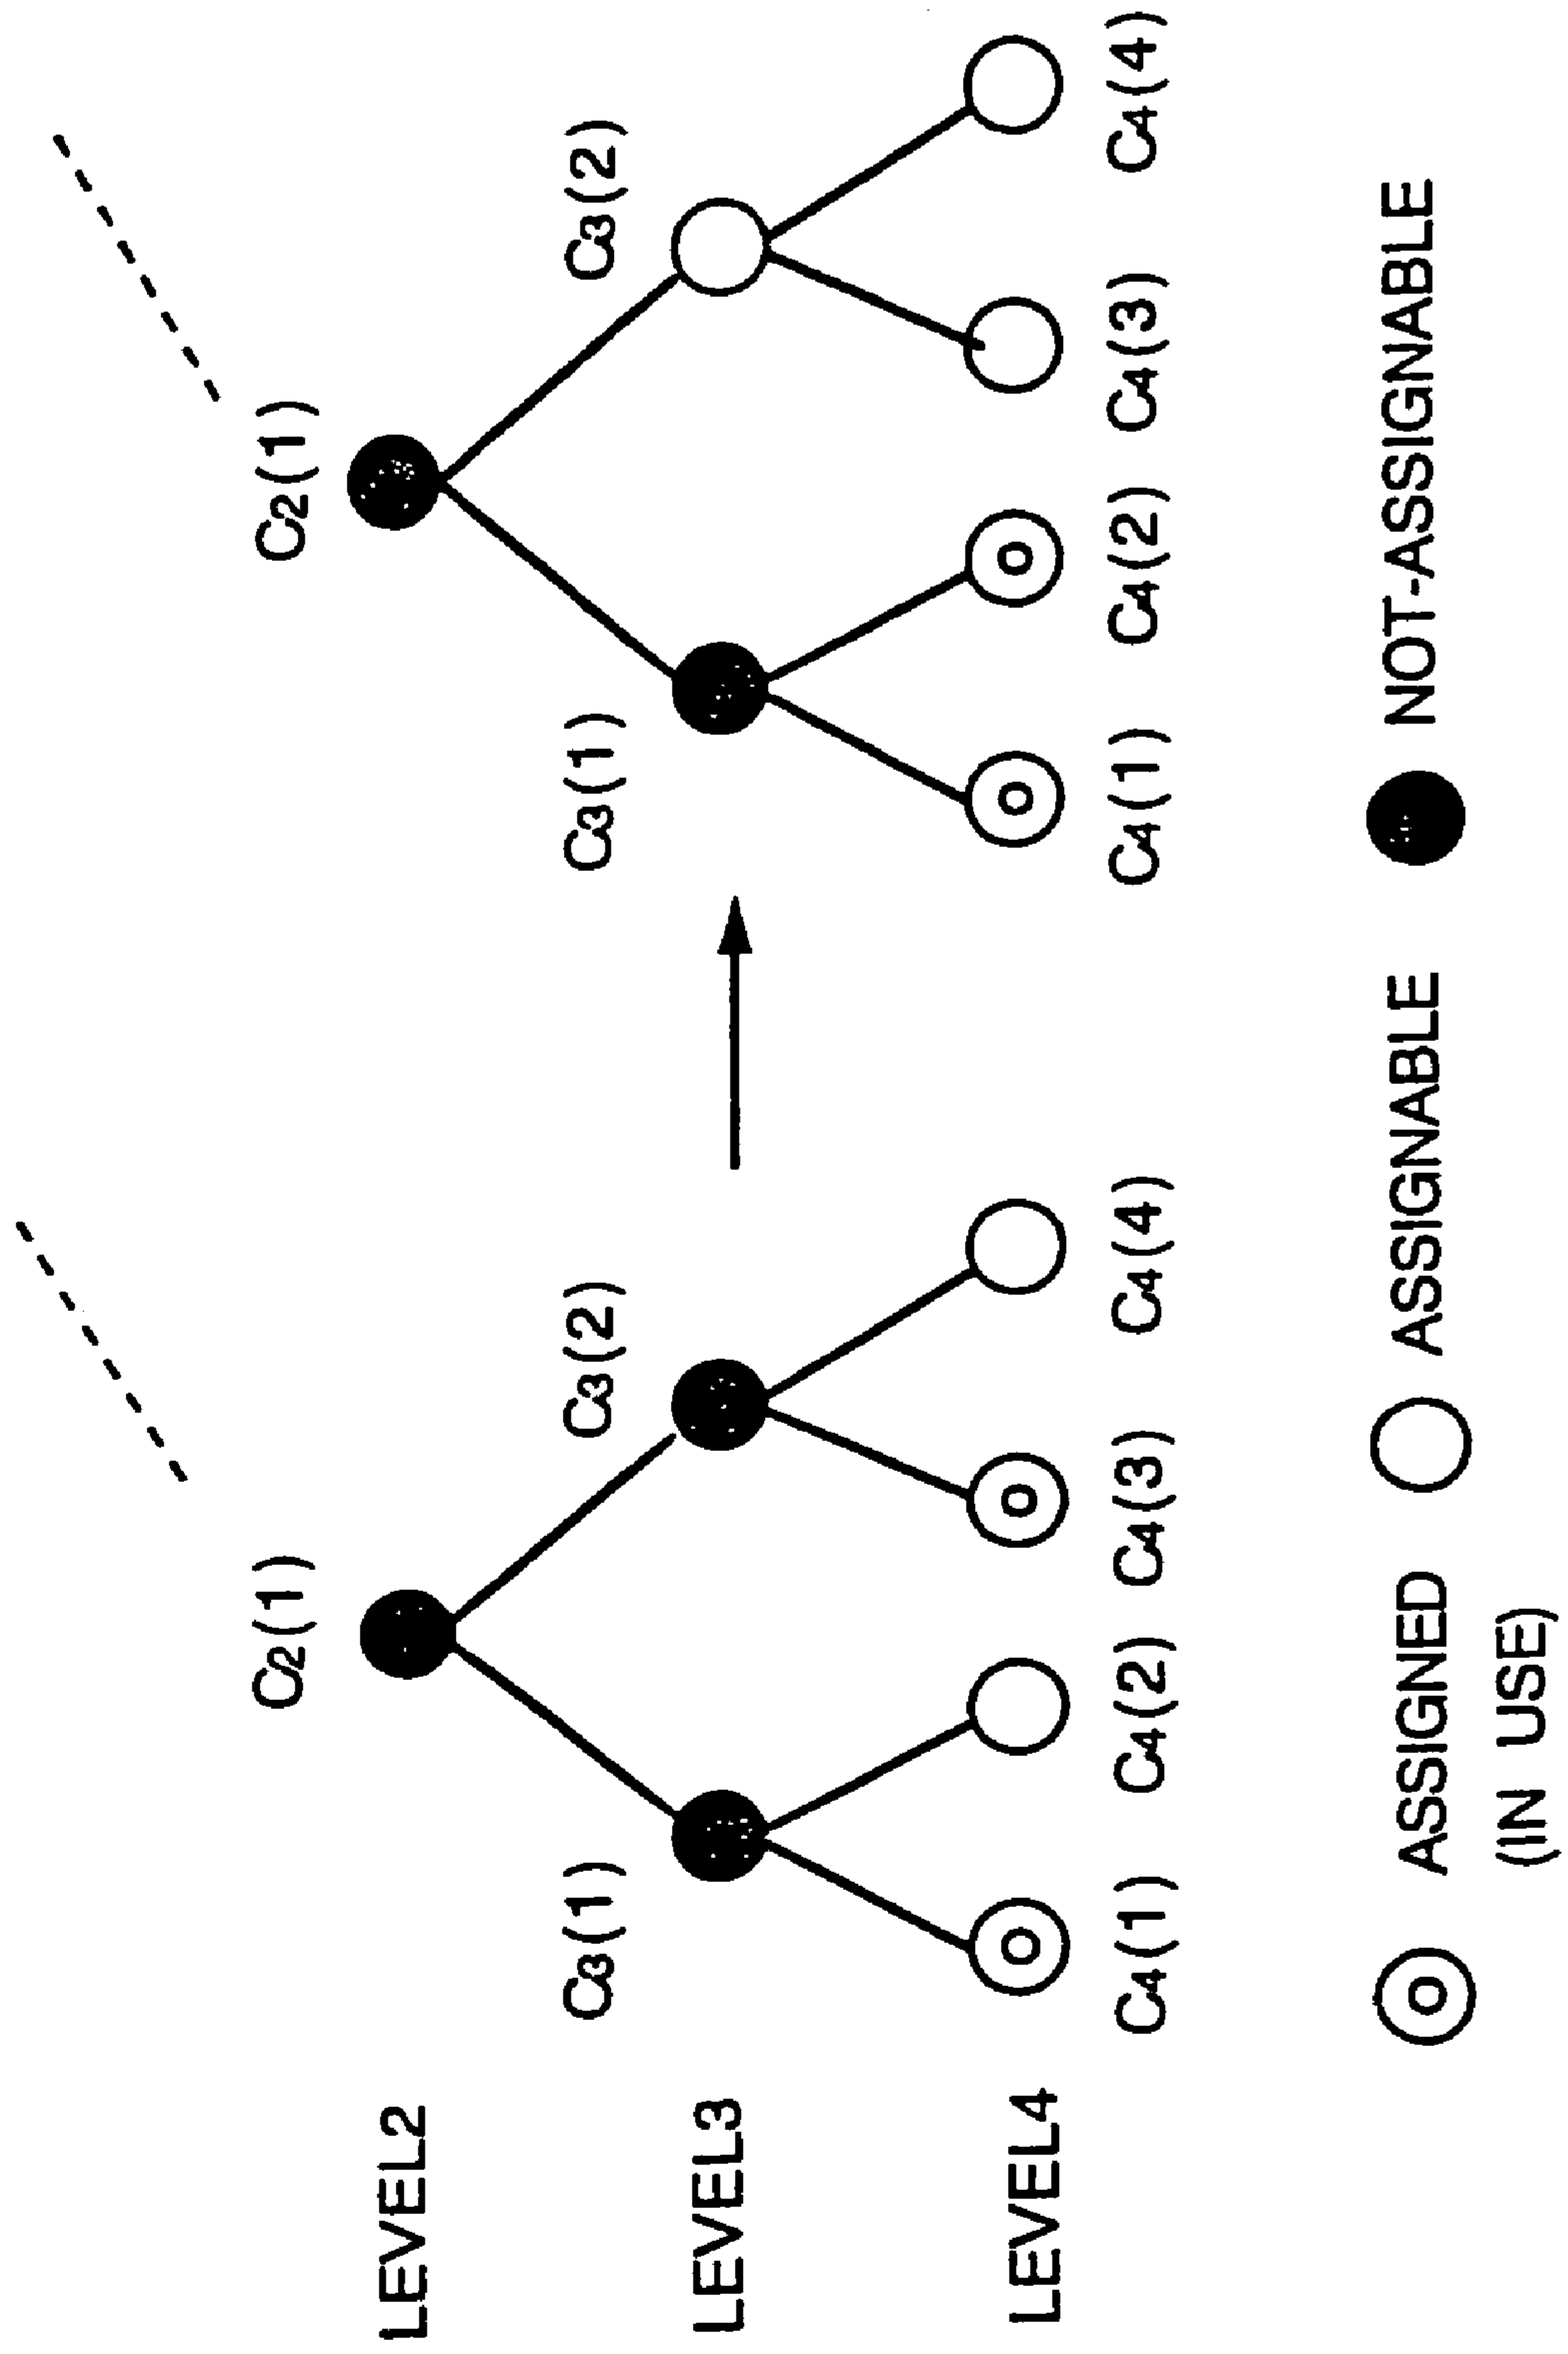 C2(1) C2(1)
C3(1) C3(2) C3(1) C3(2)
LEVEL2
LEVEL3
LEVEL4
C4(1) C4(2) C4(3) C4(4) C4(1) C4(2) C4(3) C4(4)
ASSIGNED (IN USE)
ASSIGNABLE
NOT-ASSIGNABLE